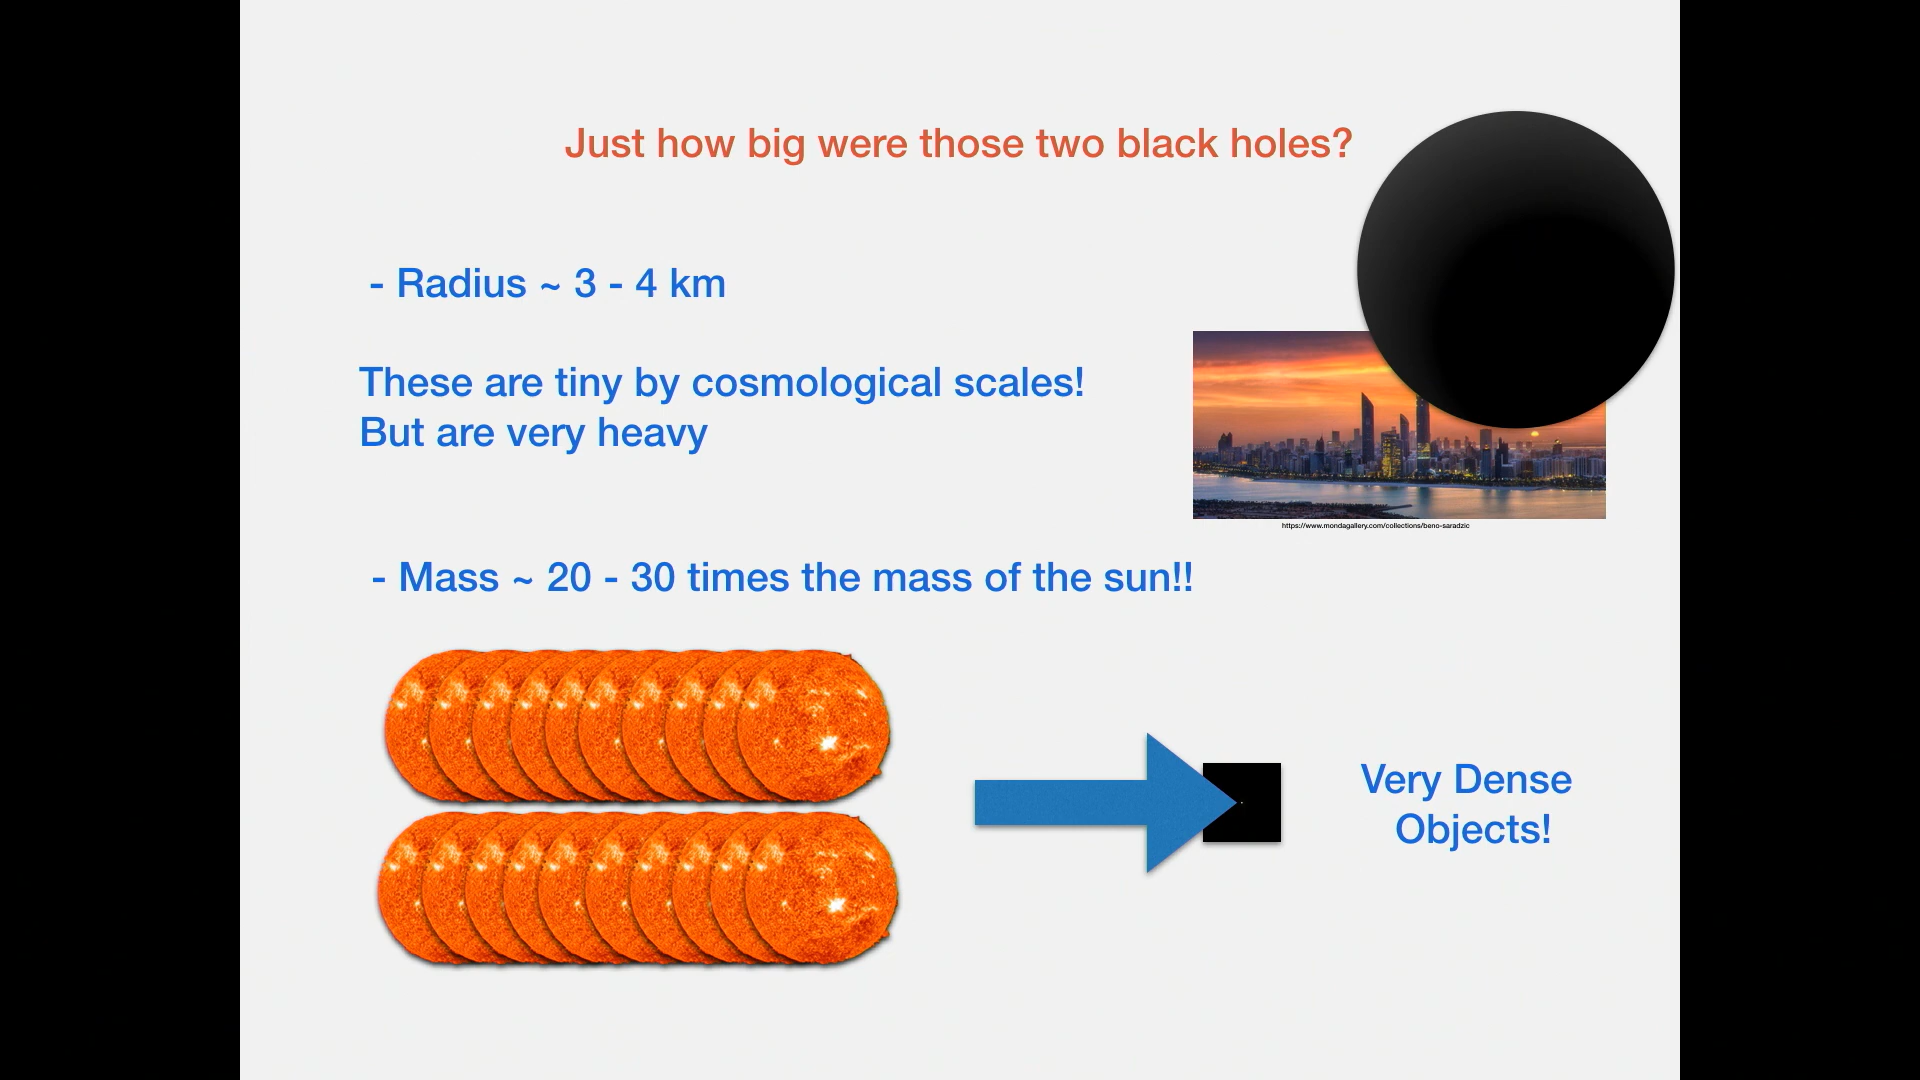 Just how big were those two black holes?
- Radius ~ 3 - 4 km
These are tiny by cosmological scales!
But are very heavy
https://www.mondagallery.com/collections/beno-saradzic
- Mass ~ 20 - 30 times the mass of the sun!!
Very Dense
Objects!